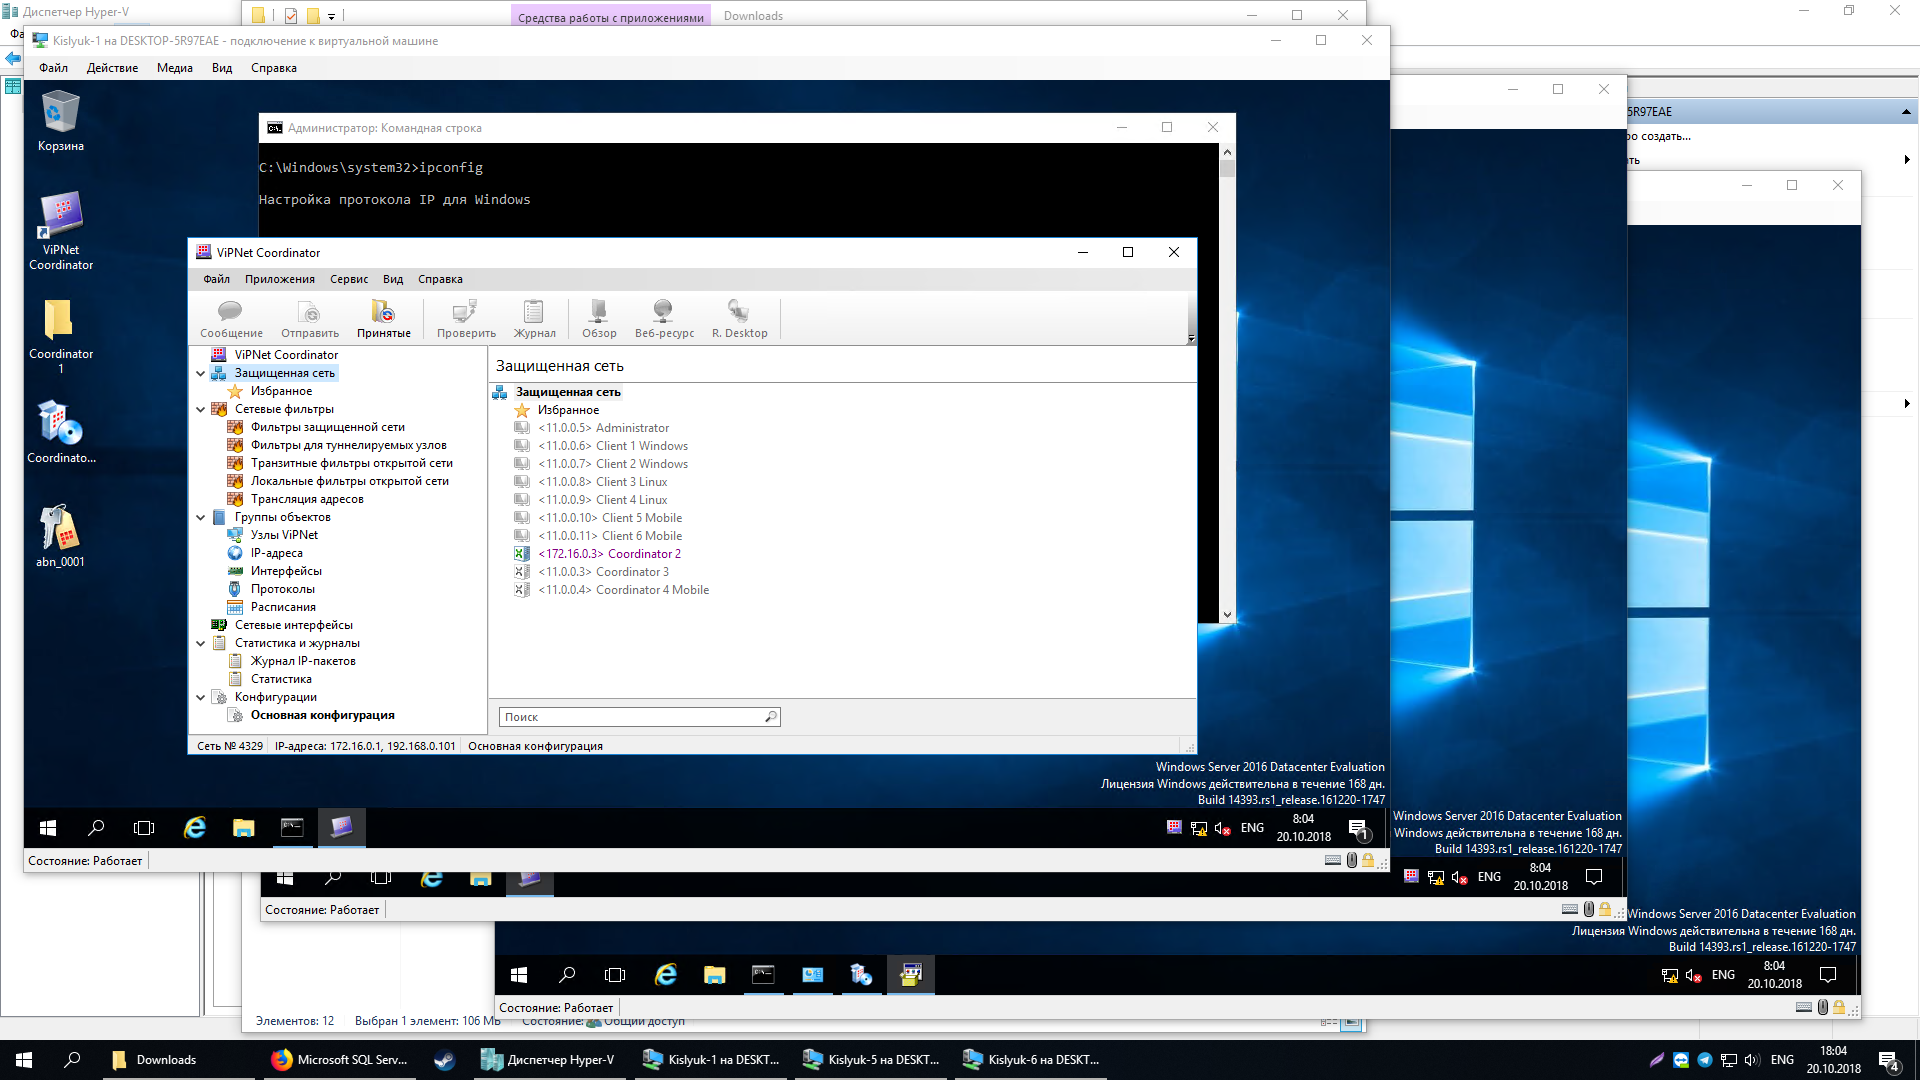 Диспетчер Hyper-V
Средства работы с приложениями
Downloads
Kislyuk-1 на DESKTOP-5R97EAE - подключение к виртуальной машине
Файл Действие Медиа Вид Справка
5R97EAE
Корзина
ViPNet
Coordinator
Coordinator
1
Coordinato...
abn_0001
Администратор: Командная строка
C:\Windows\system32>ipconfig
Настройка протокола IP для Windows
ViPNet Coordinator
Файл Приложения Сервис Вид Справка
Сообщение Отправить Принятые Проверить Журнал Обзор Веб-ресурс R. Desktop
ViPNet Coordinator
Защищенная сеть
Избранное
Сетевые фильтры
Фильтры защищенной сети
Фильтры для туннелируемых узлов
Транзитные фильтры открытой сети
Локальные фильтры открытой сети
Трансляция адресов
Группы объектов
Узлы ViPNet
IP-адреса
Интерфейсы
Протоколы
Расписания
Сетевые интерфейсы
Статистика и журналы
Журнал IP-пакетов
Статистика
Конфигурации
Основная конфигурация
Защищенная сеть
Защищенная сеть
Избранное
<11.0.0.5> Administrator
<11.0.0.6> Client 1 Windows
<11.0.0.7> Client 2 Windows
<11.0.0.8> Client 3 Linux
<11.0.0.9> Client 4 Linux
<11.0.0.10> Client 5 Mobile
<11.0.0.11> Client 6 Mobile
<172.16.0.3> Coordinator 2
<11.0.0.3> Coordinator 3
<11.0.0.4> Coordinator 4 Mobile
Поиск
Сеть № 4329 IP-адреса: 172.16.0.1, 192.168.0.101 Основная конфигурация
Windows Server 2016 Datacenter Evaluation
Лицензия Windows действительна в течение 168 дн.
Build 14393.rs1_release.161220-1747
ENG 8:04
20.10.2018
1
Состояние: Работает
Windows Server 2016 Datacenter Evaluation
Windows действительна в течение 168 дн.
Build 14393.rs1_release.161220-1747
ENG 8:04
20.10.2018
Состояние: Работает
Windows Server 2016 Datacenter Evaluation
Лицензия Windows действительна в течение 168 дн.
Build 14393.rs1_release.161220-1747
ENG 8:04
20.10.2018
Состояние: Работает
Элементов: 12 Выбран 1 элемент: 106 МБ Состояние: Общий доступ
Downloads
Microsoft SQL Serv...
Диспетчер Hyper-V
Kislyuk-1 на DESKT...
Kislyuk-5 на DESKT...
Kislyuk-6 на DESKT...
ENG 18:04
20.10.2018
4